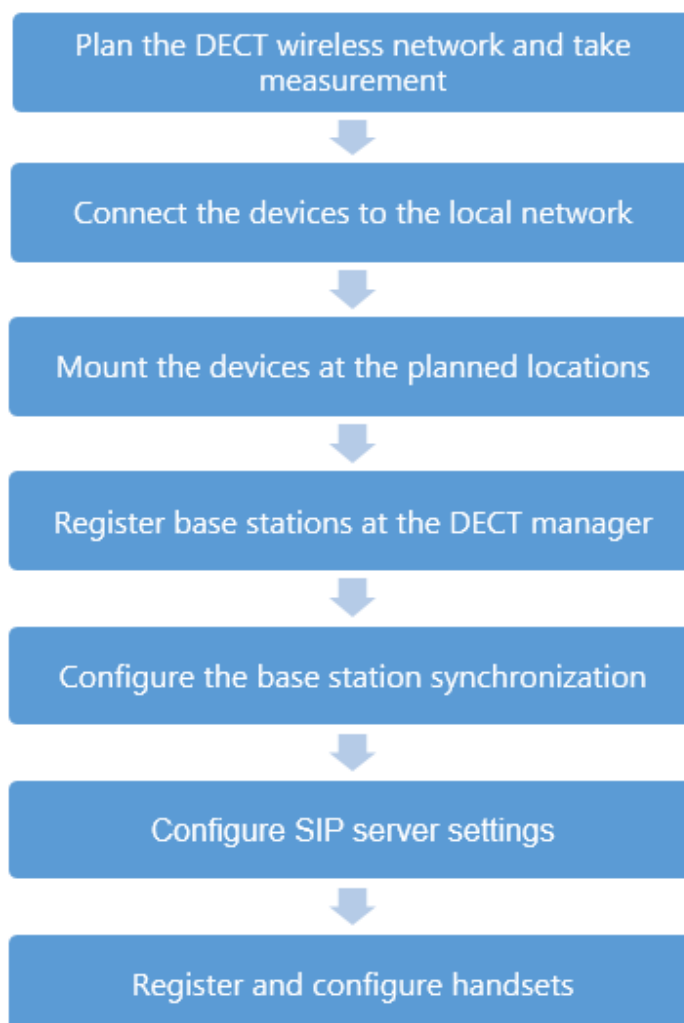 Plan the DECT wireless network and take
measurement
Connect the devices to the local network
Mount the devices at the planned locations
Register base stations at the DECT manager
Configure the base station synchronization
Configure SIP server settings
Register and configure handsets